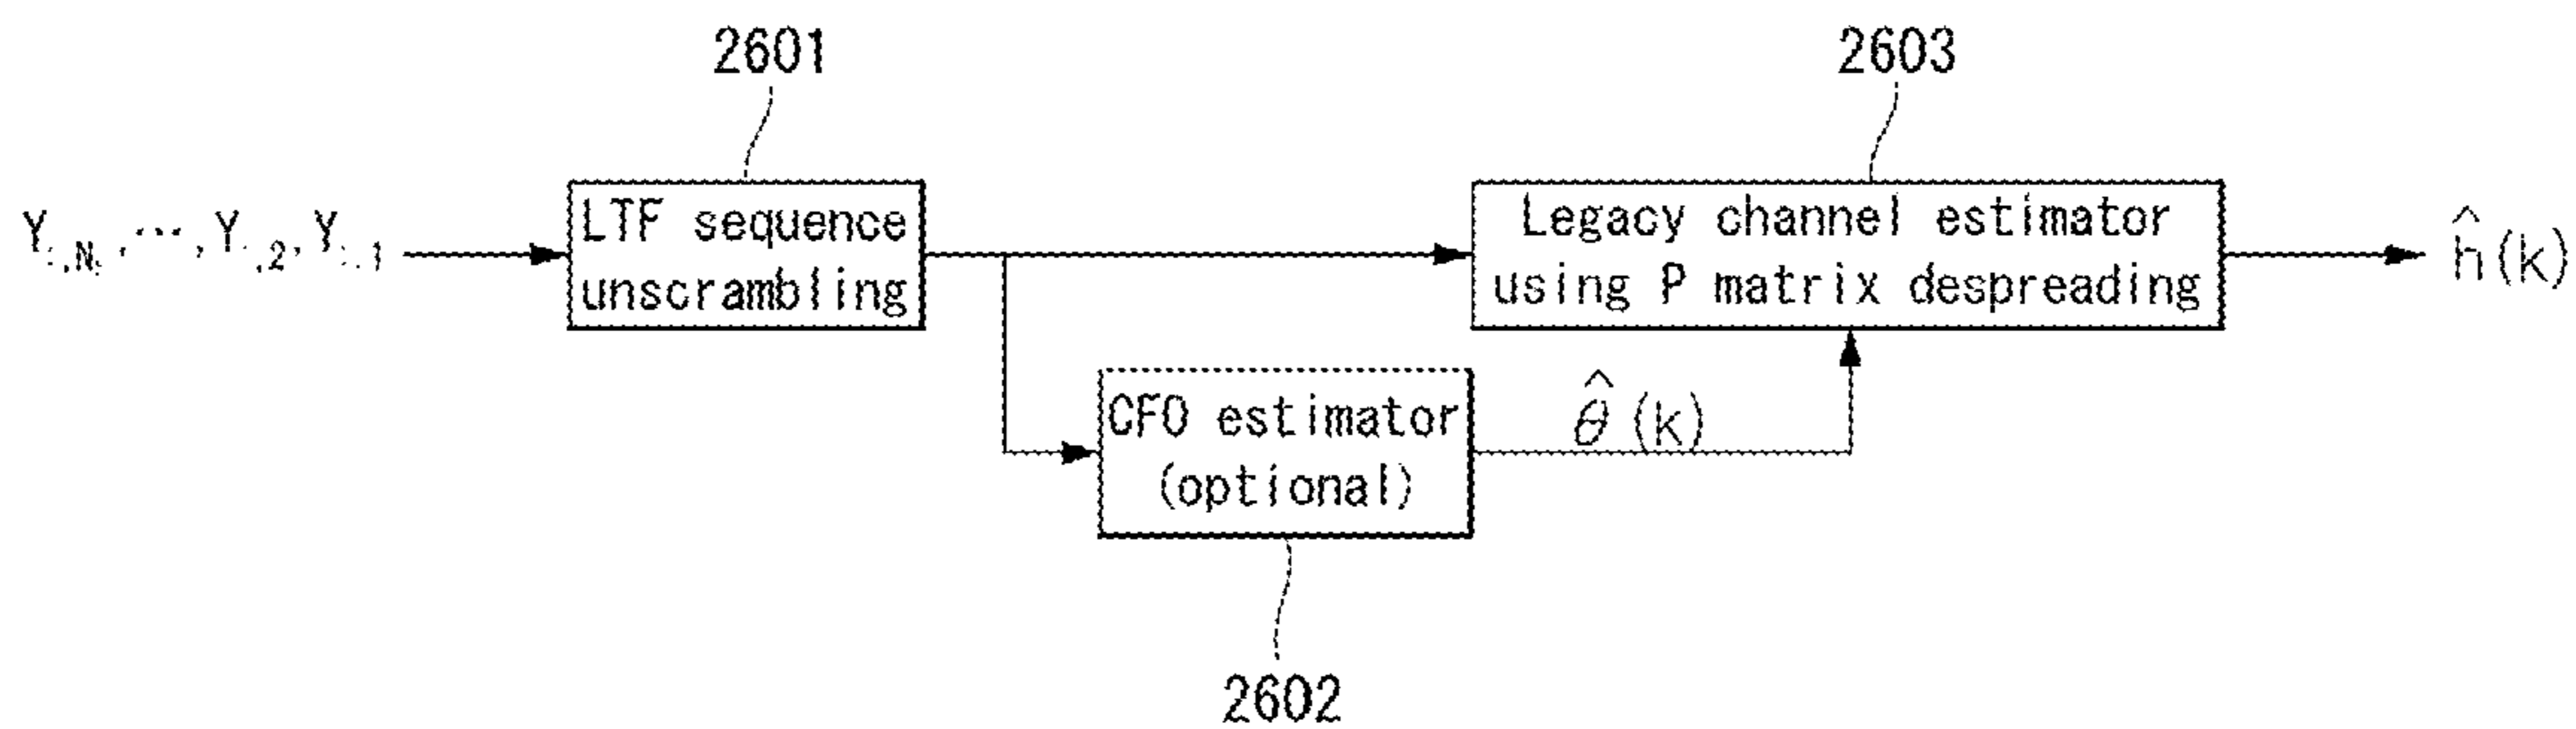 2601
2603
Y , ⋯ , Y ,2, Y ,1
LTF sequence
unscrambling
Legacy channel estimator
using P matrix despreading
ĥ(k)
CFO estimator
(optional)
θ̂(k)
2602